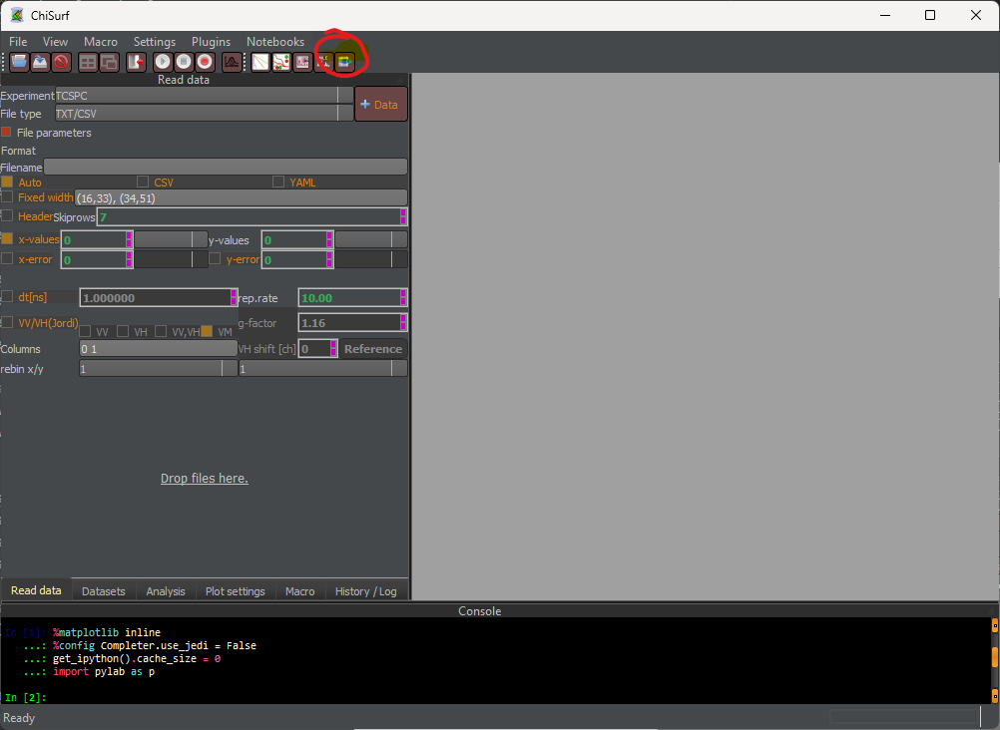 ChiSurf
File View Macro Settings Plugins Notebooks
Read data
Experiment TCSPC
+ Data
File type TXT/CSV
File parameters
Format
Filename
Auto CSV YAML
Fixed width (16,33), (34,51)
Header Skiprows 7
x-values 0 y-values 0
x-error 0 y-error 0
dt[ns] 1.000000 rep.rate 10.00
VV/VH(Jordi) VV VH VV,VH VM g-factor 1.16
Columns 0 1 VH shift [ch] 0 Reference
rebin x/y 1 1
Drop files here.
Read data Datasets Analysis Plot settings Macro History / Log
Console
In [1]: %matplotlib inline
...: %config Completer.use_jedi = False
...: get_ipython().cache_size = 0
...: import pylab as p
In [2]:
Ready